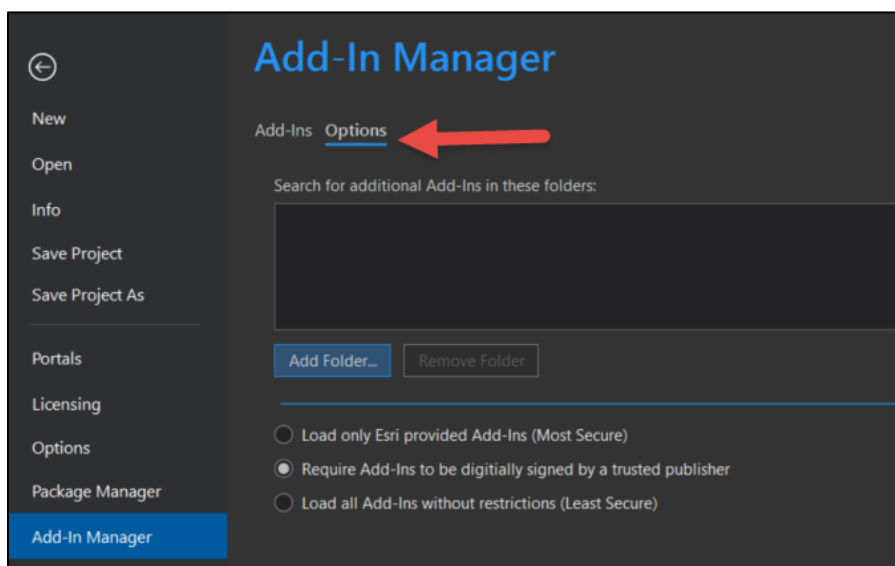 Add-In Manager
New
Open
Info
Save Project
Save Project As
Portals
Licensing
Options
Package Manager
Add-In Manager
Add-Ins Options
Search for additional Add-Ins in these folders:
Add Folder... Remove Folder
Load only Esri provided Add-Ins (Most Secure)
Require Add-Ins to be digitially signed by a trusted publisher
Load all Add-Ins without restrictions (Least Secure)